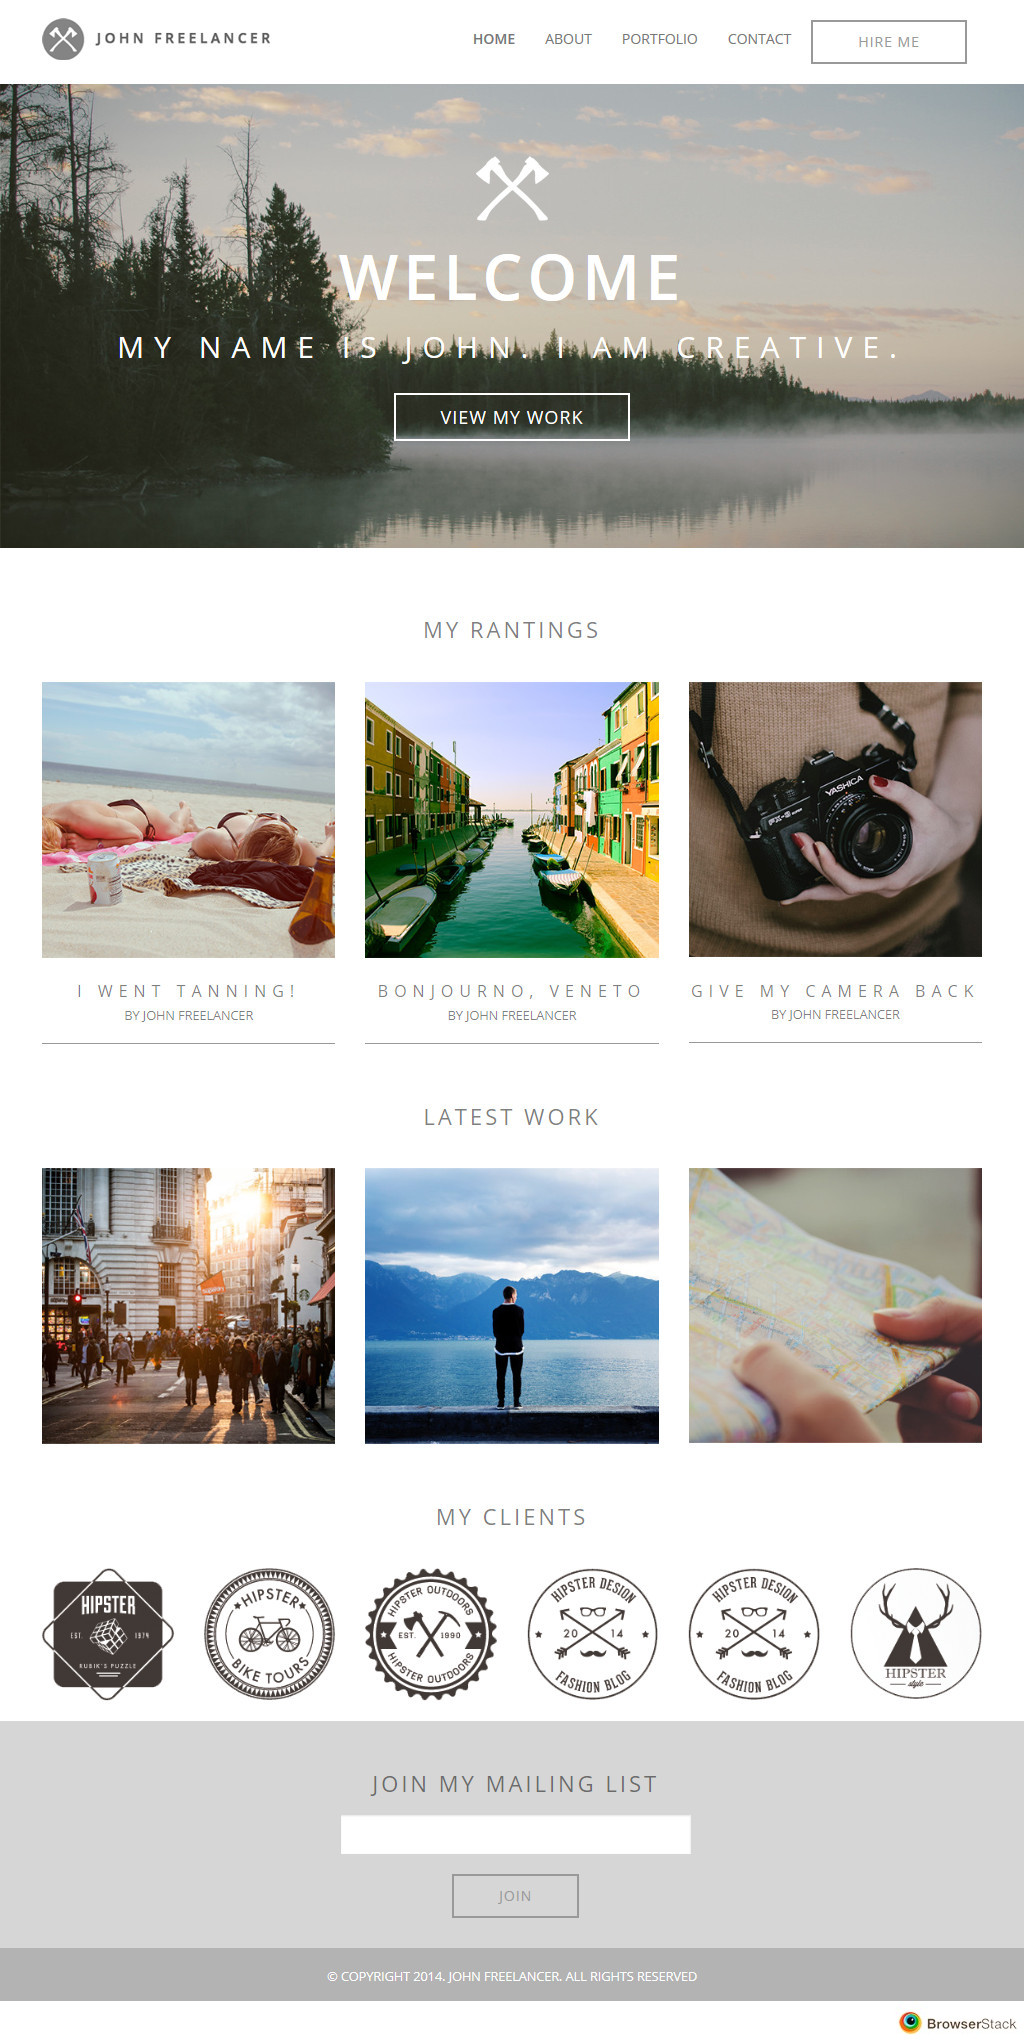 JOHN FREELANCER
HOME ABOUT PORTFOLIO CONTACT HIRE ME
WELCOME
MY NAME IS JOHN. I AM CREATIVE.
VIEW MY WORK
MY RANTINGS
YASHICA
FX-3 SUPER
I WENT TANNING!
BY JOHN FREELANCER
BONJOURNO, VENETO
BY JOHN FREELANCER
GIVE MY CAMERA BACK
BY JOHN FREELANCER
LATEST WORK
MY CLIENTS
HIPSTER
EST. 1974
RUBIK'S PUZZLE
HIPSTER
BIKE TOURS
HIPSTER OUTDOORS
EST. 1990
HIPSTER OUTDOORS
HIPSTER DESIGN
2014
FASHION BLOG
HIPSTER DESIGN
2014
FASHION BLOG
HIPSTER
style
JOIN MY MAILING LIST
JOIN
© COPYRIGHT 2014. JOHN FREELANCER. ALL RIGHTS RESERVED
BrowserStack